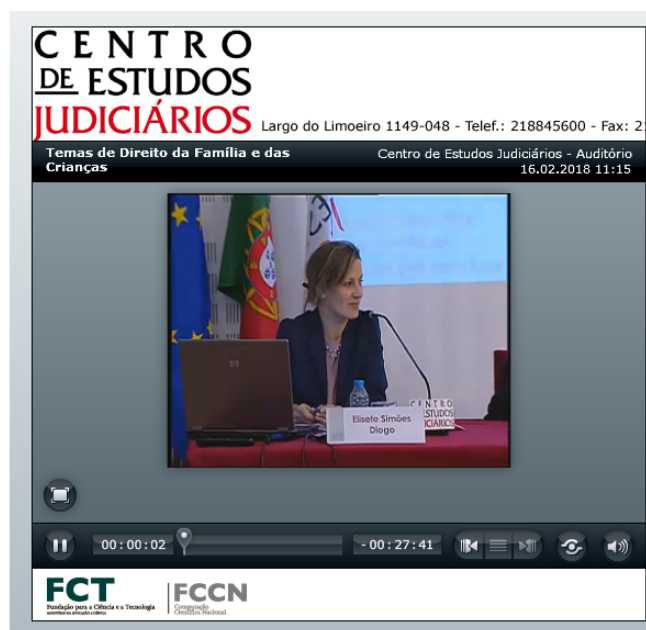 CENTRO
DE ESTUDOS
JUDICIÁRIOS
Largo do Limoeiro 1149-048 - Telef.: 218845600 - Fax: 2
Temas de Direito da Família e das
Crianças
Centro de Estudos Judiciários - Auditório
16.02.2018 11:15
Elisete Simões
Diogo
CENTRO
ESTUDOS
ICIÁRIOS
00:00:02
-00:27:41
FCT
Fundação para a Ciência e a Tecnologia
FCCN
Computação
Científica Nacional